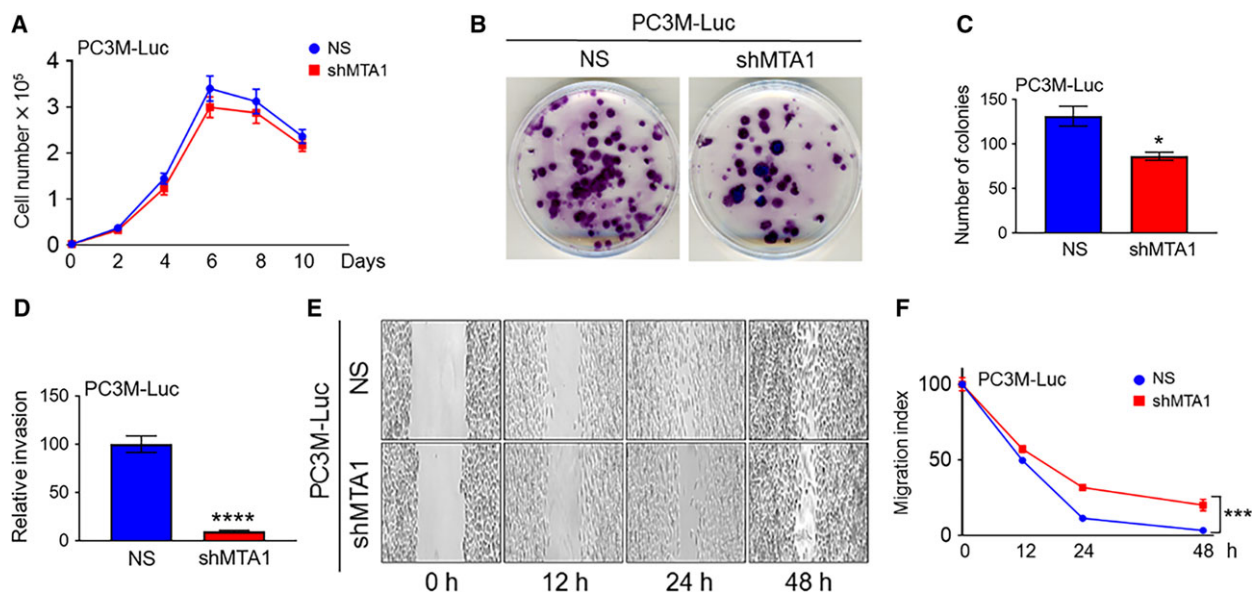 A
PC3M-Luc
NS
shMTA1
Cell number × 10⁵
4
3
2
1
0
0 2 4 6 8 10 Days
B
PC3M-Luc
NS shMTA1
C
PC3M-Luc
Number of colonies
150
100
50
0
*
NS shMTA1
D
PC3M-Luc
Relative invasion
150
100
50
0
****
NS shMTA1
E
PC3M-Luc
NS
shMTA1
0 h 12 h 24 h 48 h
F
PC3M-Luc
NS
shMTA1
Migration index
100
50
0
***
0 12 24 48 h